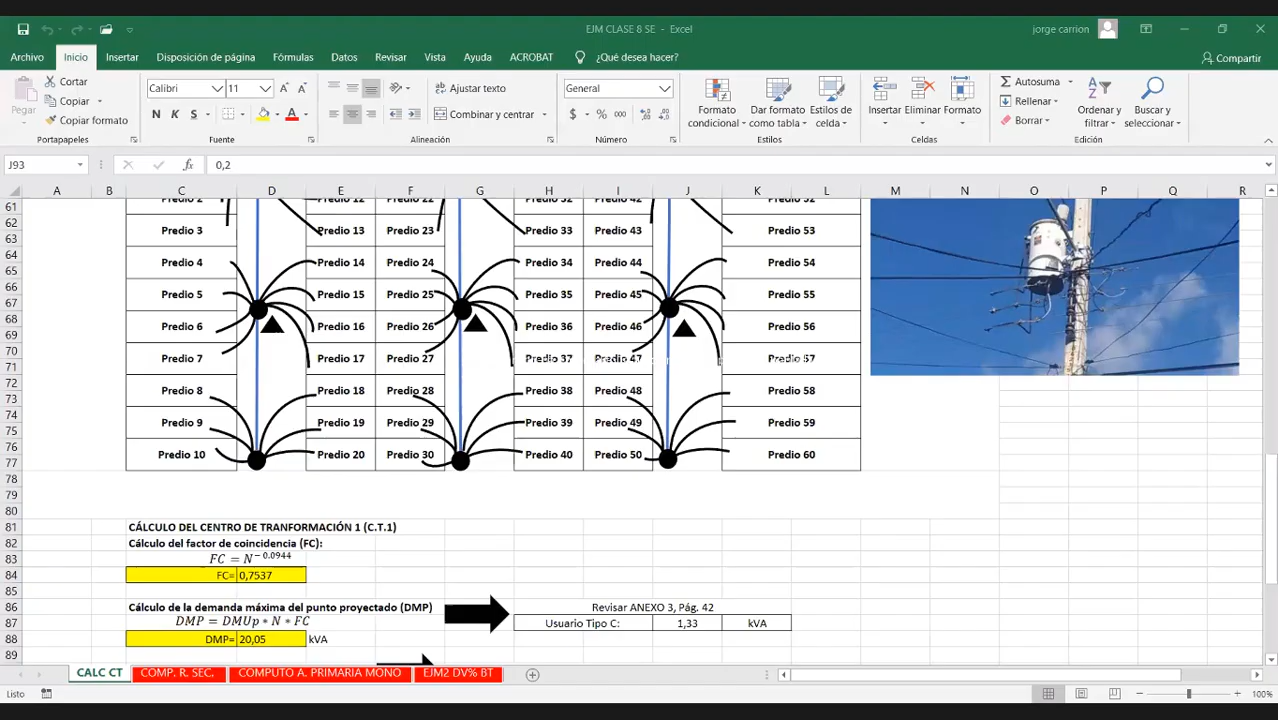 EJM CLASE 8 SE - Excel
jorge carrion
Archivo Inicio Insertar Disposición de página Fórmulas Datos Revisar Vista Ayuda ACROBAT ¿Qué desea hacer? Compartir
Pegar Cortar
Copiar
Copiar formato
Calibri 11
N K S
Ajustar texto
Combinar y centrar
General
$ % 000
Formato condicional
Dar formato como tabla
Estilos de celda
Insertar Eliminar Formato
Autosuma
Rellenar
Borrar
Ordenar y filtrar
Buscar y seleccionar
Portapapeles Fuente Alineación Número Estilos Celdas Edición
J93 fx 0,2
A B C D E F G H I J K L M N O P Q R
61 Predio 2 Predio 12 Predio 22 Predio 32 Predio 42 Predio 52
62
63 Predio 3 Predio 13 Predio 23 Predio 33 Predio 43 Predio 53
64
65 Predio 4 Predio 14 Predio 24 Predio 34 Predio 44 Predio 54
66
67 Predio 5 Predio 15 Predio 25 Predio 35 Predio 45 Predio 55
68
69 Predio 6 Predio 16 Predio 26 Predio 36 Predio 46 Predio 56
70
71 Predio 7 Predio 17 Predio 27 Predio 37 Predio 47 Predio 57
72
73 Predio 8 Predio 18 Predio 28 Predio 38 Predio 48 Predio 58
74
75 Predio 9 Predio 19 Predio 29 Predio 39 Predio 49 Predio 59
76
77 Predio 10 Predio 20 Predio 30 Predio 40 Predio 50 Predio 60
78
79
80
81 CÁLCULO DEL CENTRO DE TRANFORMACIÓN 1 (C.T.1)
82 Cálculo del factor de coincidencia (FC):
83 FC = N^−0.0944
84 FC= 0,7537
85
86 Cálculo de la demanda máxima del punto proyectado (DMP) Revisar ANEXO 3, Pág. 42
87 DMP = DMUp * N * FC Usuario Tipo C: 1,33 kVA
88 DMP= 20,05 kVA
89
CALC CT COMP. R. SEC. COMPUTO A. PRIMARIA MONO EJM2 DV% BT
Listo 100%